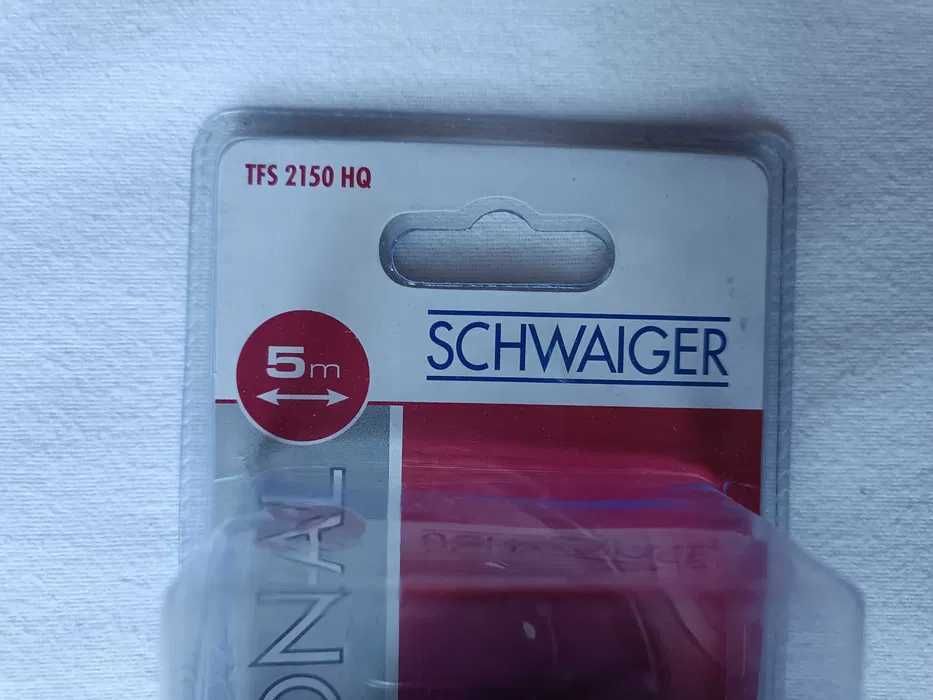 TFS 2150 HQ
SCHWAIGER
5m
ONAL